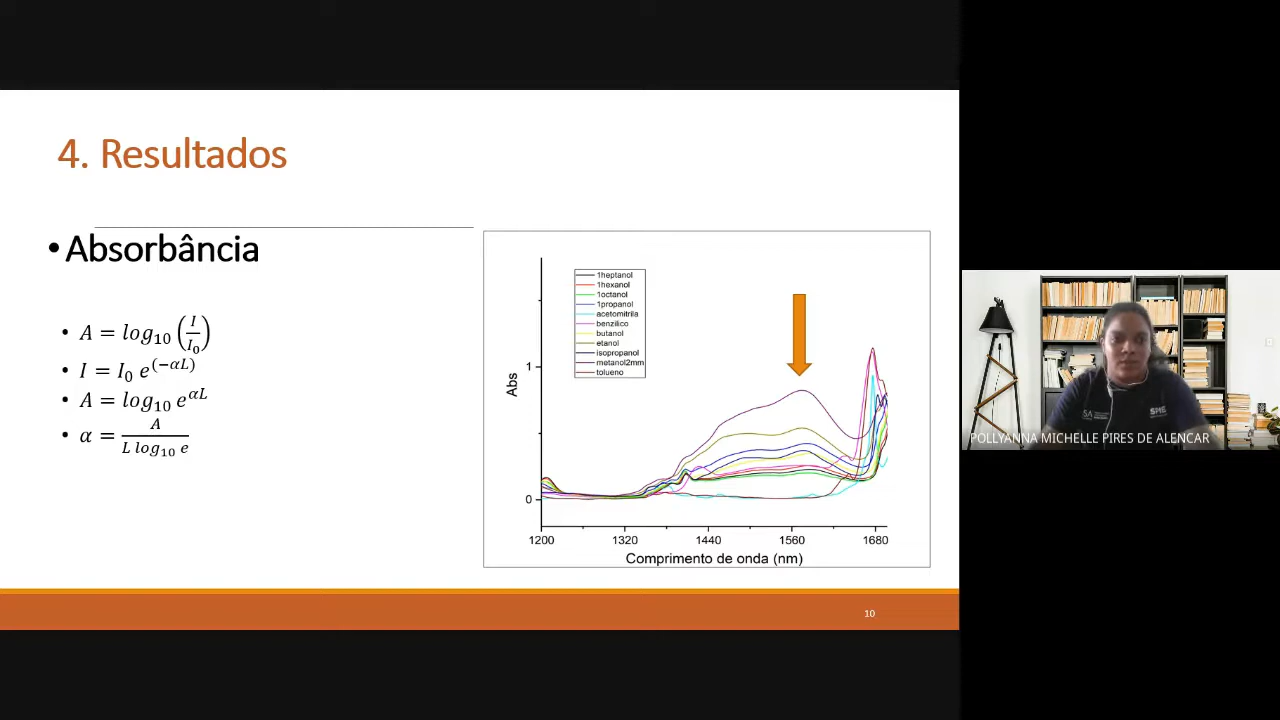 4. Resultados
• Absorbância
• A = log₁₀ (I/I₀)
• I = I₀ e^(−αL)
• A = log₁₀ e^αL
• α = A / L log₁₀ e
1heptanol
1hexanol
1octanol
1propanol
acetomitrila
benzilico
butanol
etanol
isopropanol
metanol2mm
tolueno
Abs
1
0
1200 1320 1440 1560 1680
Comprimento de onda (nm)
10
SPIE
POLLYANNA MICHELLE PIRES DE ALENCAR